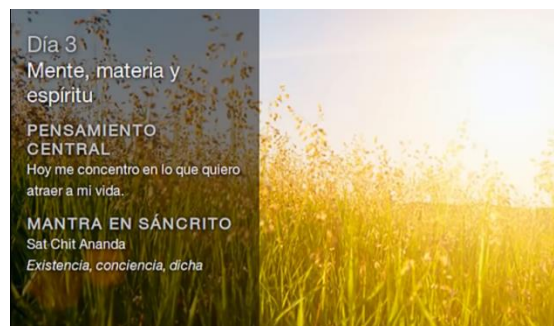 Día 3
Mente, materia y
espíritu
PENSAMIENTO
CENTRAL
Hoy me concentro en lo que quiero
atraer a mi vida.
MANTRA EN SÁNCRITO
Sat Chit Ananda
Existencia, conciencia, dicha